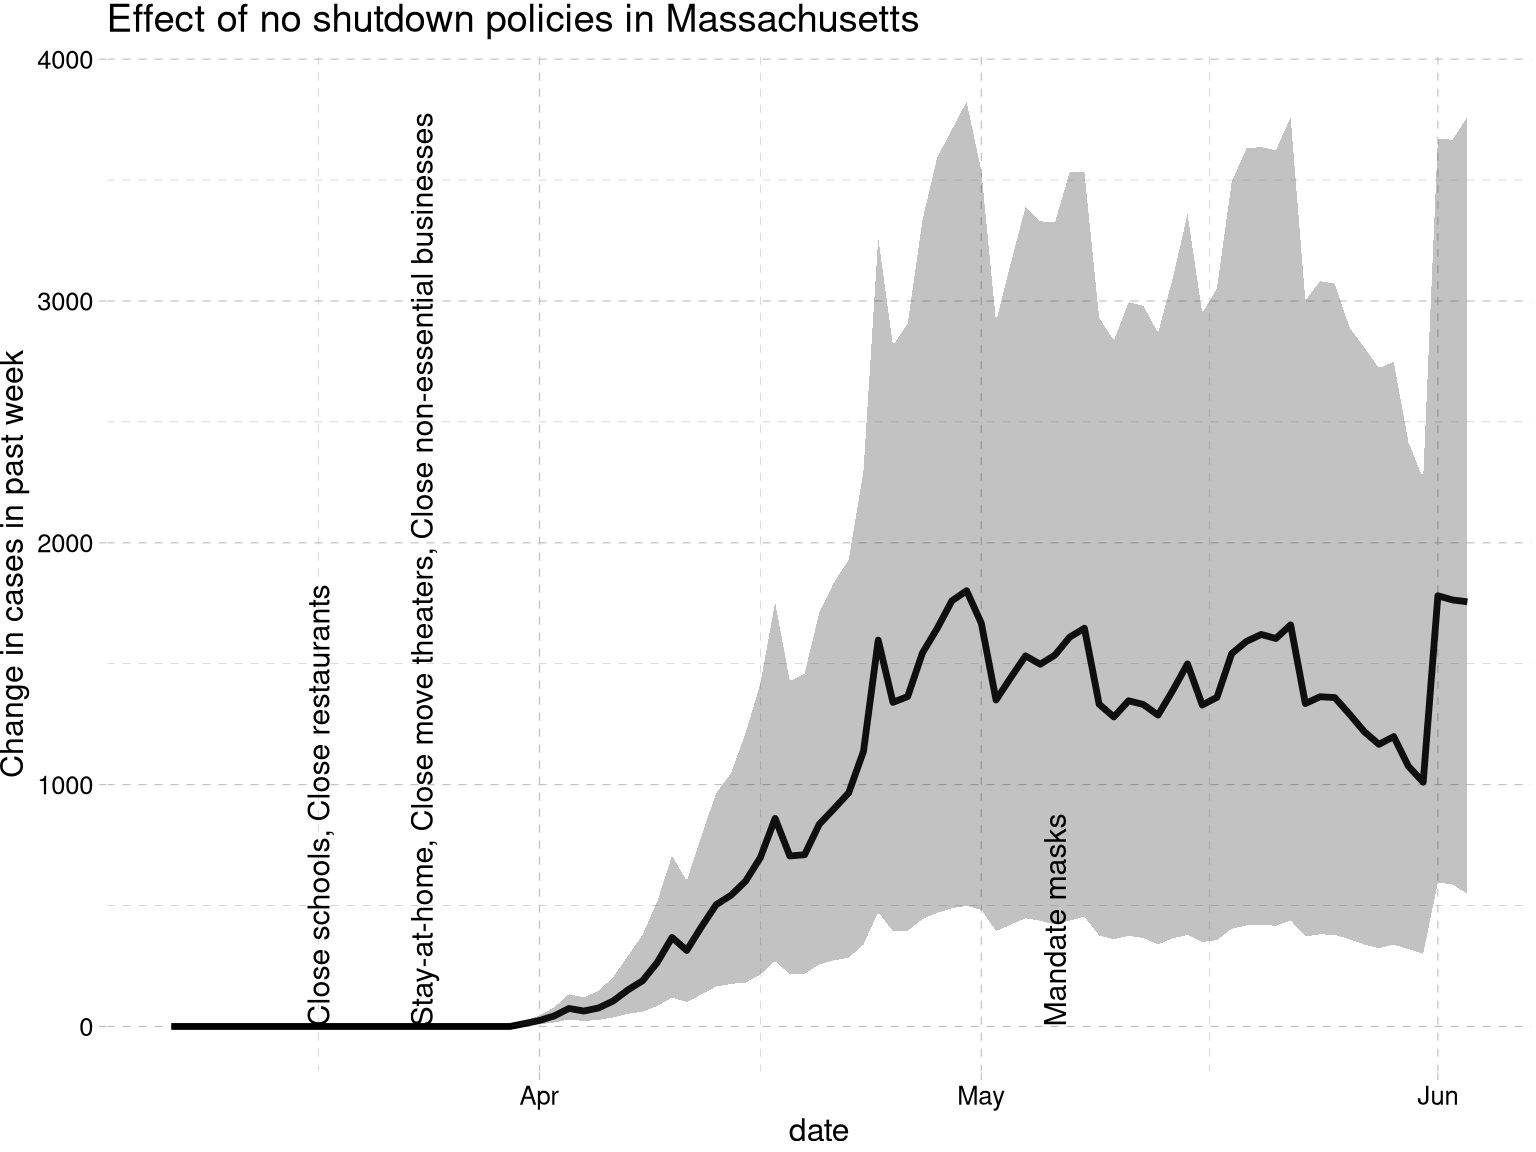 Effect of no shutdown policies in Massachusetts
Change in cases in past week
4000
3000
2000
1000
0
Close schools, Close restaurants
Stay-at-home, Close move theaters, Close non-essential businesses
Mandate masks
Apr
May
Jun
date